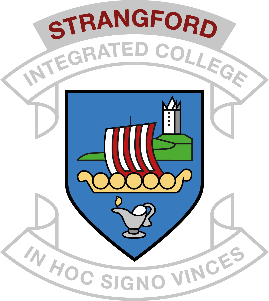 STRANGFORD
INTEGRATED COLLEGE
IN HOC SIGNO VINCES